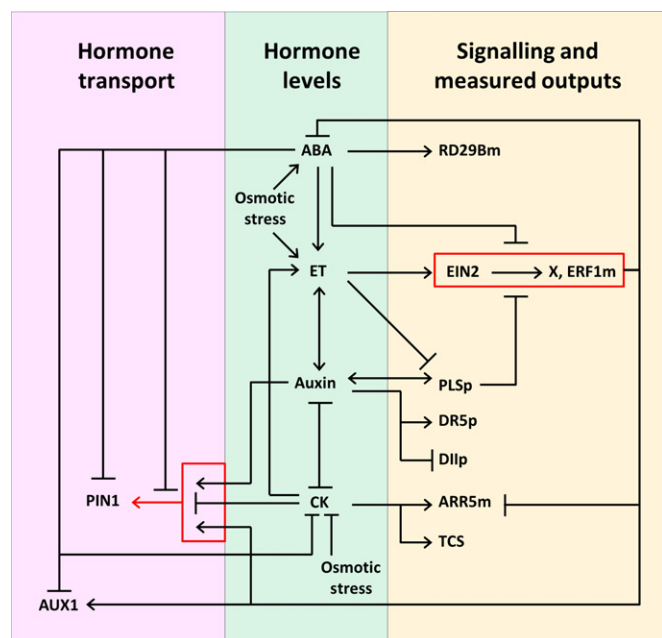 Hormone
transport
Hormone
levels
Signalling and
measured outputs
ABA
RD29Bm
Osmotic
stress
ET
EIN2
X, ERF1m
Auxin
PLSp
DR5p
DIIp
PIN1
CK
ARR5m
TCS
Osmotic
stress
AUX1